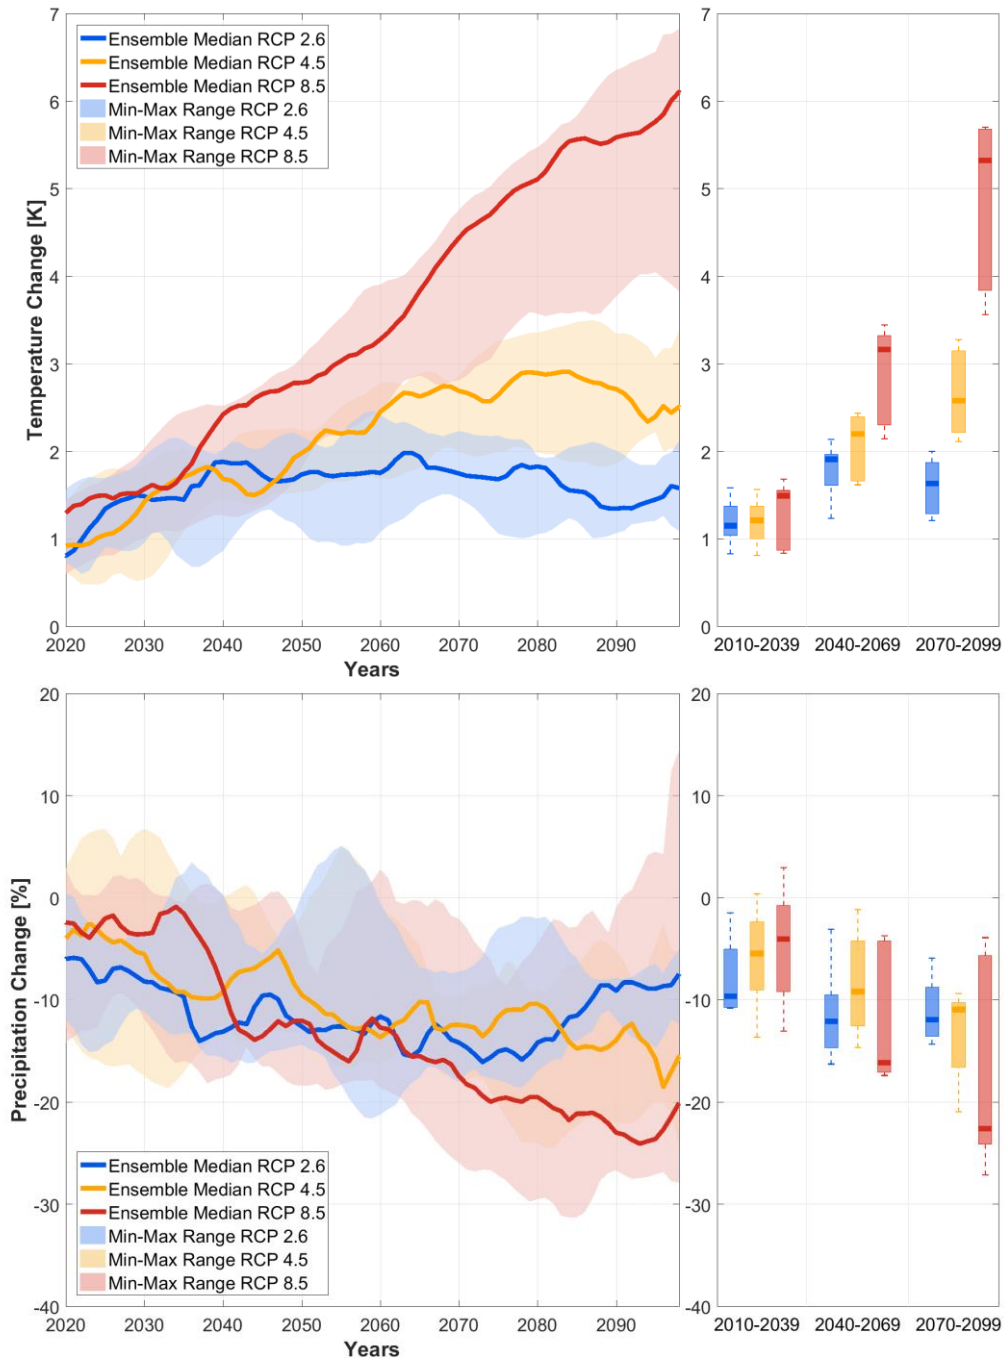 7
6
5
4
3
2
1
0
Temperature Change [K]
Ensemble Median RCP 2.6
Ensemble Median RCP 4.5
Ensemble Median RCP 8.5
Min-Max Range RCP 2.6
Min-Max Range RCP 4.5
Min-Max Range RCP 8.5
2020 2030 2040 2050 2060 2070 2080 2090
Years
7
6
5
4
3
2
1
0
2010-2039 2040-2069 2070-2099
20
10
0
-10
-20
-30
-40
Precipitation Change [%]
Ensemble Median RCP 2.6
Ensemble Median RCP 4.5
Ensemble Median RCP 8.5
Min-Max Range RCP 2.6
Min-Max Range RCP 4.5
Min-Max Range RCP 8.5
2020 2030 2040 2050 2060 2070 2080 2090
Years
20
10
0
-10
-20
-30
-40
2010-2039 2040-2069 2070-2099